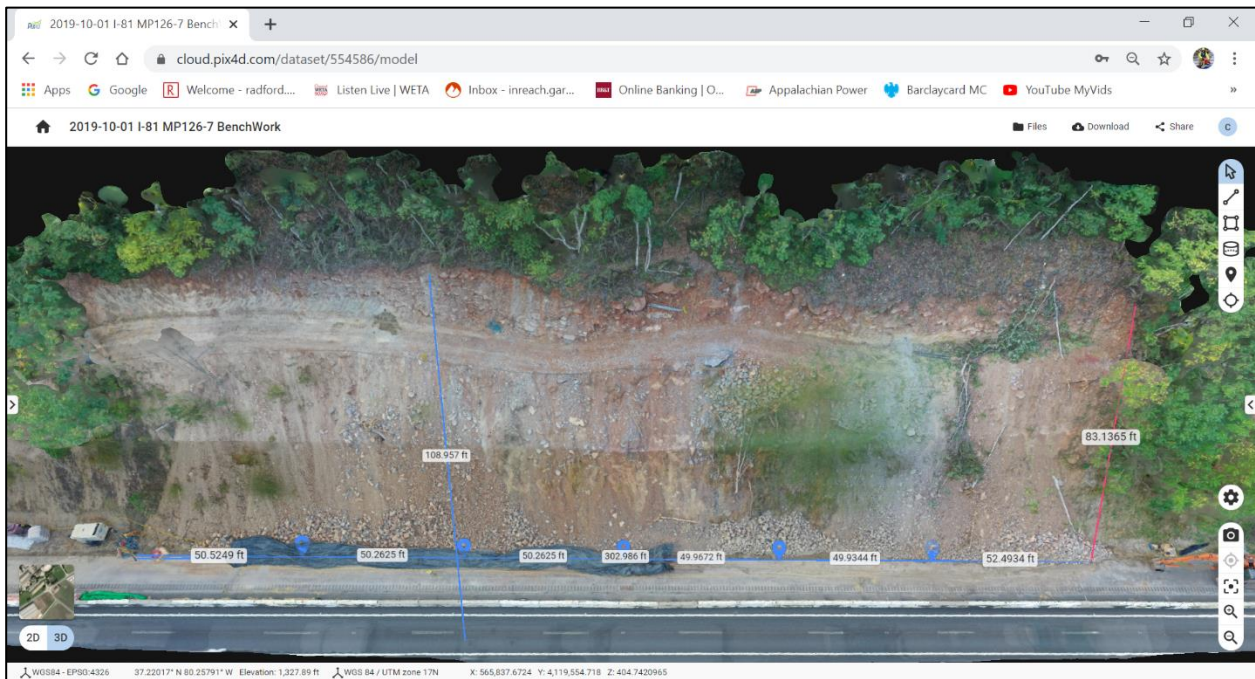 2019-10-01 I-81 MP126-7 Bench
cloud.pix4d.com/dataset/554586/model
Apps Google Welcome - radford.... Listen Live | WETA Inbox - inreach.gar... Online Banking | O... Appalachian Power Barclaycard MC YouTube MyVids »
2019-10-01 I-81 MP126-7 BenchWork Files Download Share C
83.1365 ft
108.957 ft
50.5249 ft 50.2625 ft 50.2625 ft 302.986 ft 49.9672 ft 49.9344 ft 52.4934 ft
2D 3D
WGS84 - EPSG:4326 37.22017° N 80.25791° W Elevation: 1,327.89 ft WGS 84 / UTM zone 17N X: 565,837.6724 Y: 4,119,554.718 Z: 404.7420965